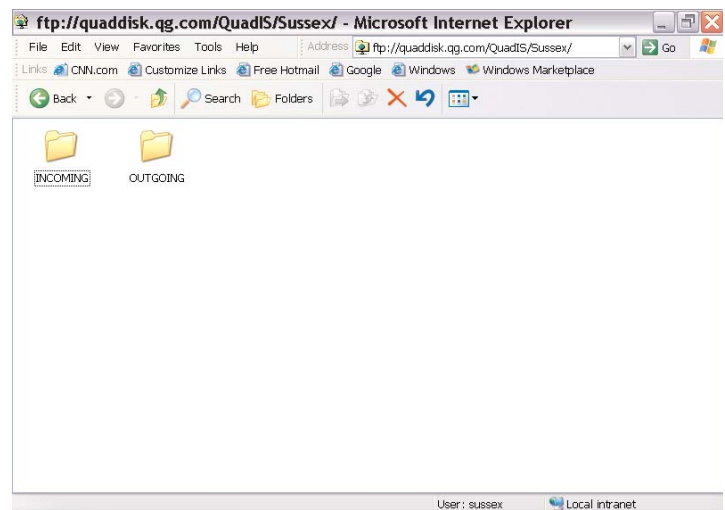 ftp://quaddisk.qg.com/QuadIS/Sussex/ - Microsoft Internet Explorer
File Edit View Favorites Tools Help Address ftp://quaddisk.qg.com/QuadIS/Sussex/ Go
Links CNN.com Customize Links Free Hotmail Google Windows Windows Marketplace
Back Search Folders
INCOMING OUTGOING
User: sussex Local intranet